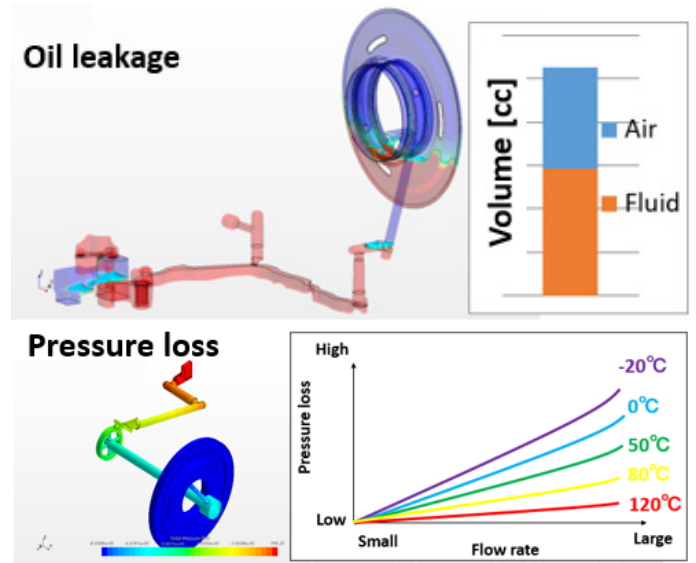 Oil leakage
Volume [cc]
Air
Fluid
Pressure loss
High
Pressure loss
Low
-20℃
0℃
50℃
80℃
120℃
Small
Flow rate
Large